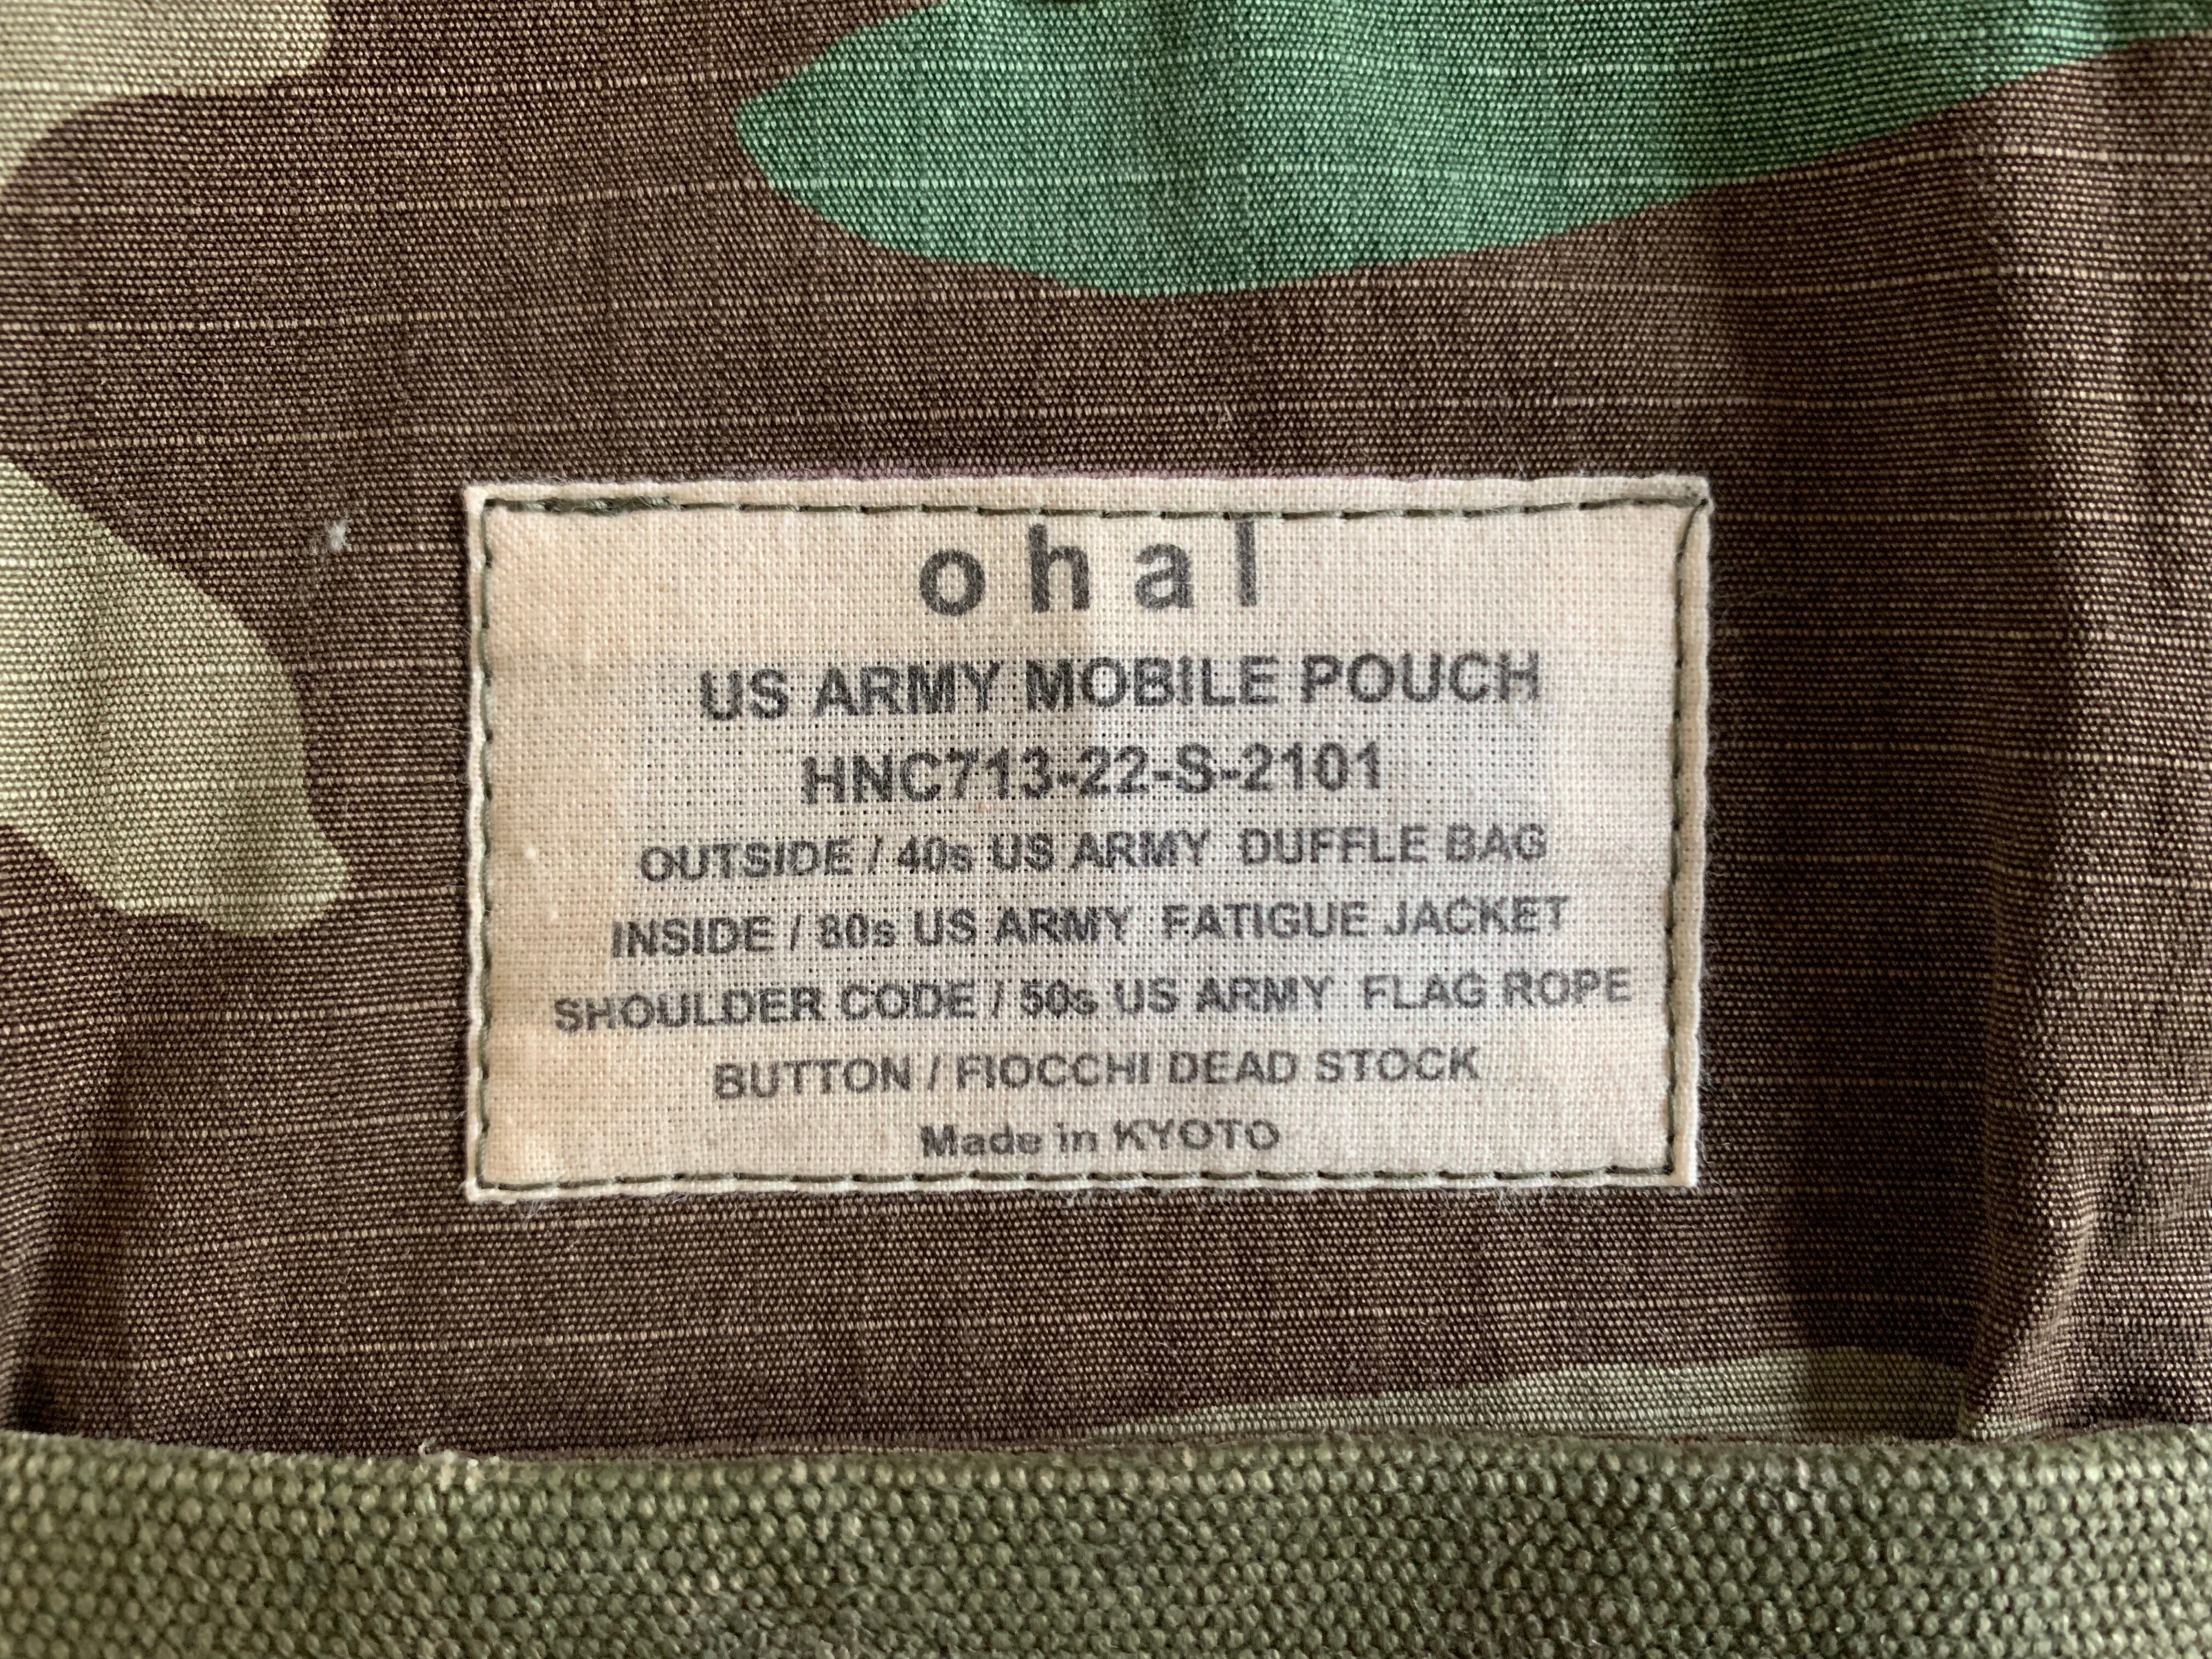 ohal
US ARMY MOBILE POUCH
HNC713-22-S-2101
OUTSIDE / 40s US ARMY DUFFLE BAG
INSIDE / 80s US ARMY FATIGUE JACKET
SHOULDER CODE / 50s US ARMY FLAG ROPE
BUTTON / FIOCCHI DEAD STOCK
Made in KYOTO